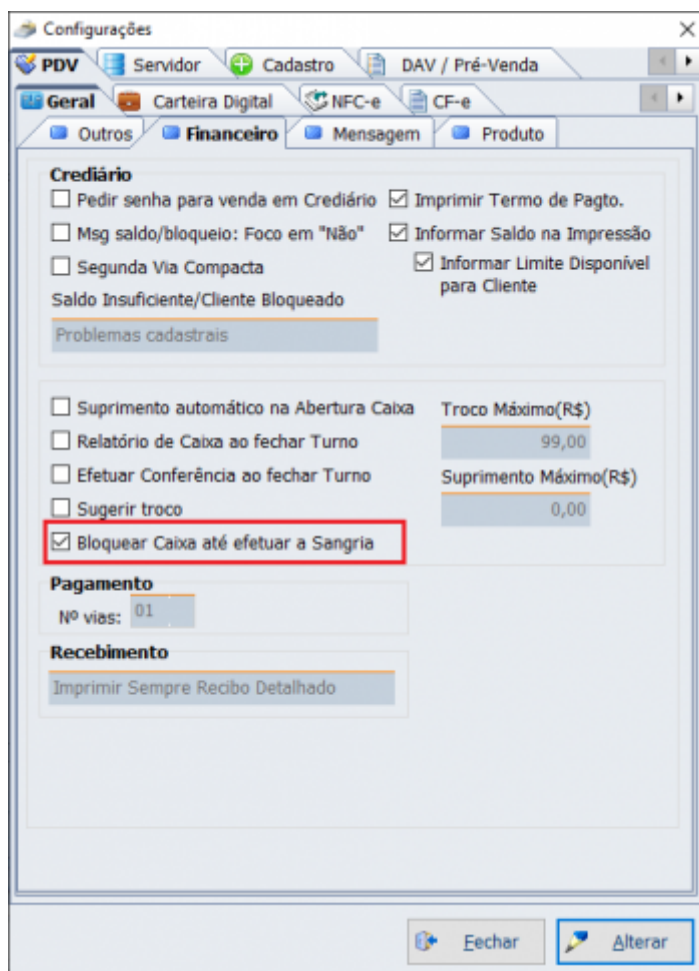 Configurações
PDV Servidor Cadastro DAV / Pré-Venda
Geral Carteira Digital NFC-e CF-e
Outros Financeiro Mensagem Produto
Crediário
Pedir senha para venda em Crediário Imprimir Termo de Pagto.
Msg saldo/bloqueio: Foco em "Não" Informar Saldo na Impressão
Segunda Via Compacta Informar Limite Disponível
para Cliente
Saldo Insuficiente/Cliente Bloqueado
Problemas cadastrais
Suprimento automático na Abertura Caixa Troco Máximo(R$)
Relatório de Caixa ao fechar Turno 99,00
Efetuar Conferência ao fechar Turno Suprimento Máximo(R$)
Sugerir troco 0,00
Bloquear Caixa até efetuar a Sangria
Pagamento
Nº vias: 01
Recebimento
Imprimir Sempre Recibo Detalhado
Fechar Alterar